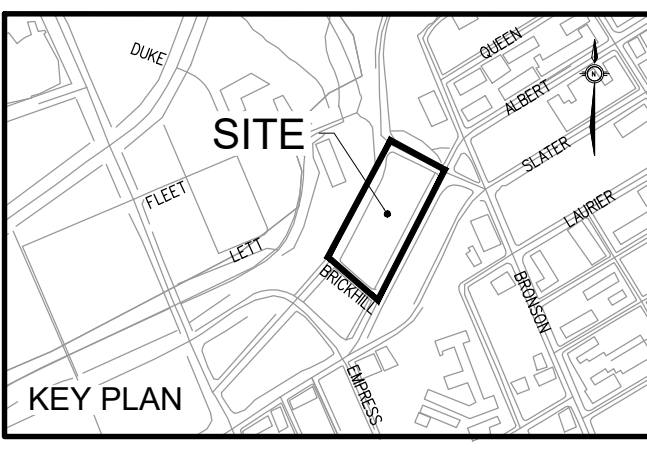 DUKE
QUEEN
N
ALBERT
SITE
SLATER
FLEET
LAURIER
LETT
BRICKHILL
BRONSON
EMPRESS
KEY PLAN